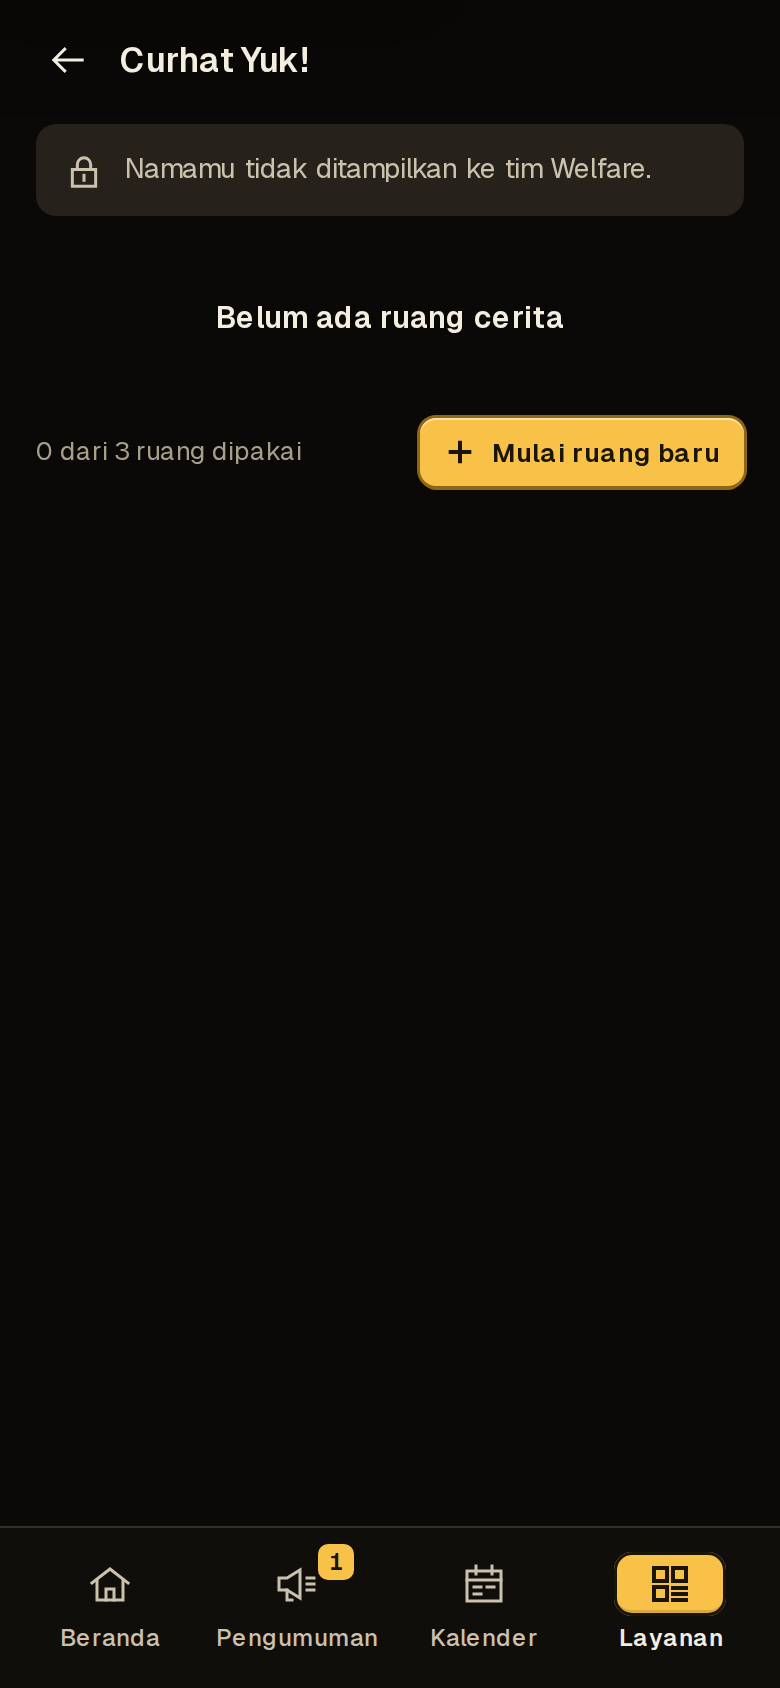 Curhat Yuk!
Namamu tidak ditampilkan ke tim Welfare.
Belum ada ruang cerita
0 dari 3 ruang dipakai
Mulai ruang baru
1
Beranda
Pengumuman
Kalender
Layanan